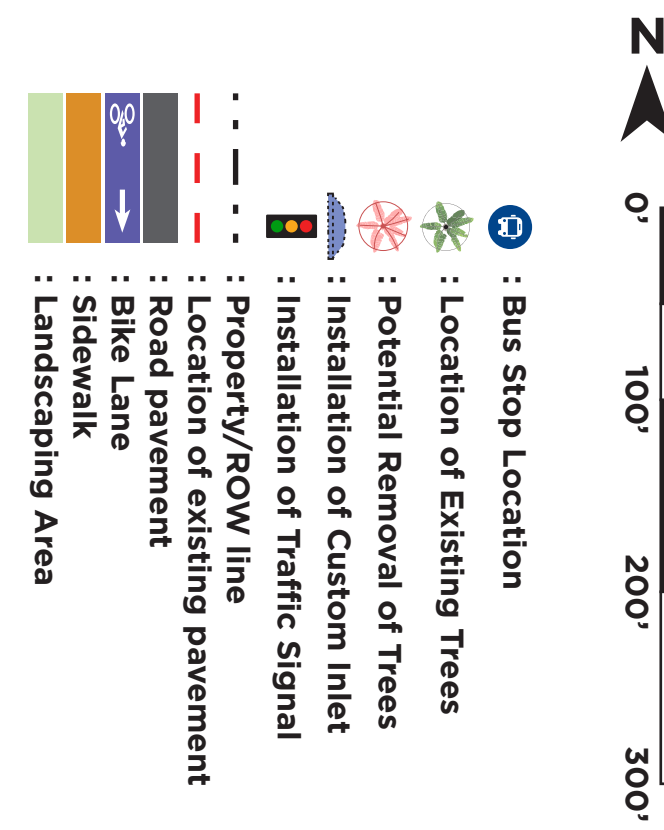 N
0'
100'
200'
300'
: Bus Stop Location
: Location of Existing Trees
: Potential Removal of Trees
: Installation of Custom Inlet
: Installation of Traffic Signal
: Property/ROW line
: Location of existing pavement
: Road pavement
: Bike Lane
: Sidewalk
: Landscaping Area